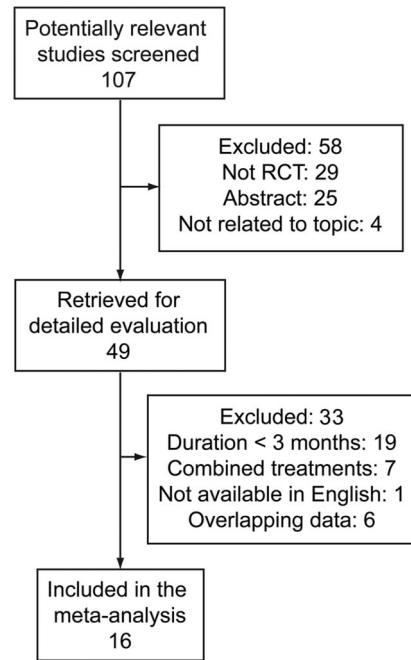 Potentially relevant
studies screened
107
Excluded: 58
Not RCT: 29
Abstract: 25
Not related to topic: 4
Retrieved for
detailed evaluation
49
Excluded: 33
Duration < 3 months: 19
Combined treatments: 7
Not available in English: 1
Overlapping data: 6
Included in the
meta-analysis
16